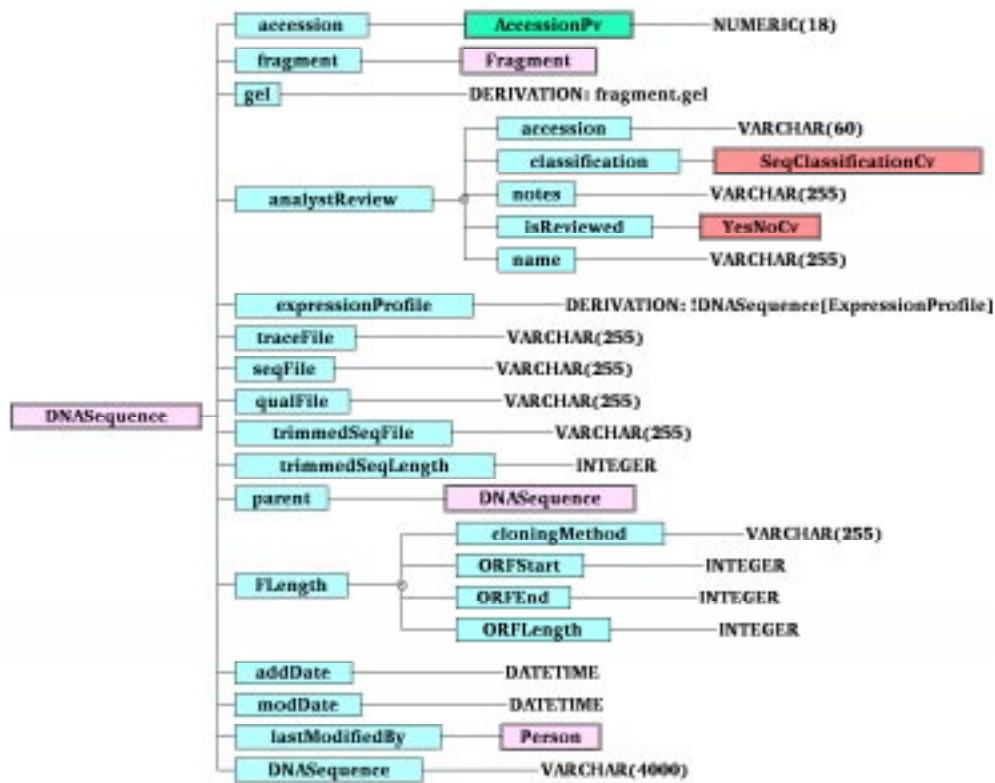 accession AccessionPv NUMERIC(18)
fragment Fragment
gel DERIVATION: fragment.gel
accession VARCHAR(60)
classification SeqClassificationCv
analystReview notes VARCHAR(255)
isReviewed YesNoCv
name VARCHAR(255)
expressionProfile DERIVATION: !DNASequence[ExpressionProfile]
traceFile VARCHAR(255)
seqFile VARCHAR(255)
qualFile VARCHAR(255)
DNASequence
trimmedSeqFile VARCHAR(255)
trimmedSeqLength INTEGER
parent DNASequence
cloningMethod VARCHAR(255)
ORFStart INTEGER
FLength
ORFEnd INTEGER
ORFLength INTEGER
addDate DATETIME
modDate DATETIME
lastModifiedBy Person
DNASequence VARCHAR(4000)